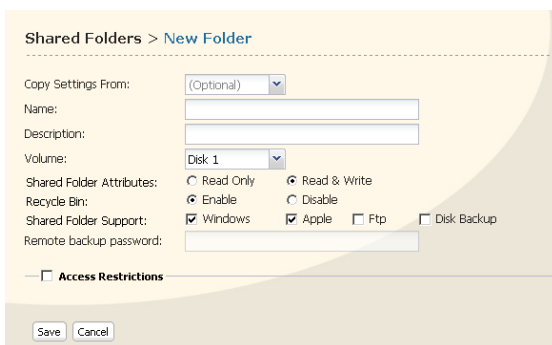 Shared Folders > New Folder
Copy Settings From: (Optional)
Name:
Description:
Volume: Disk 1
Shared Folder Attributes: Read Only Read & Write
Recycle Bin: Enable Disable
Shared Folder Support: Windows Apple Ftp Disk Backup
Remote backup password:
Access Restrictions
Save Cancel